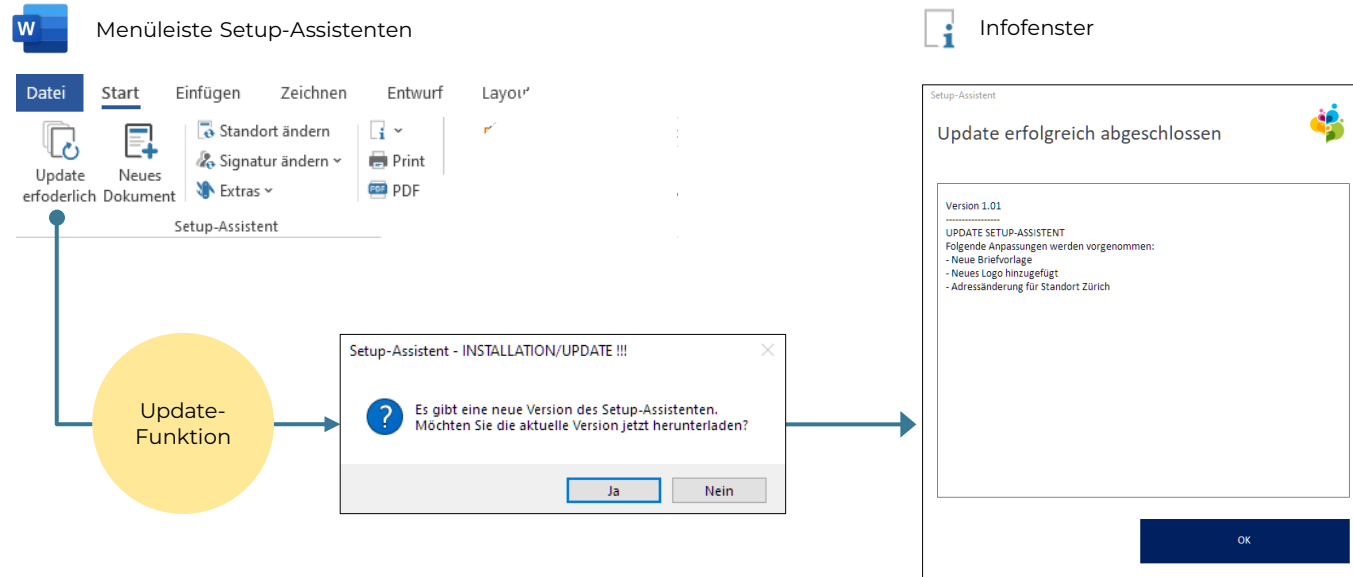 W
Menüleiste Setup-Assistenten
Infofenster
Datei Start Einfügen Zeichnen Entwurf Layout
Update
erfoderlich
Neues
Dokument
Standort ändern
Signatur ändern
Extras
Print
PDF PDF
Setup-Assistent
Update-
Funktion
Setup-Assistent - INSTALLATION/UPDATE !!!
?
Es gibt eine neue Version des Setup-Assistenten.
Möchten Sie die aktuelle Version jetzt herunterladen?
Ja Nein
Setup-Assistent
Update erfolgreich abgeschlossen
Version 1.01
-----------------
UPDATE SETUP-ASSISTENT
Folgende Anpassungen werden vorgenommen:
- Neue Briefvorlage
- Neues Logo hinzugefügt
- Adressänderung für Standort Zürich
OK